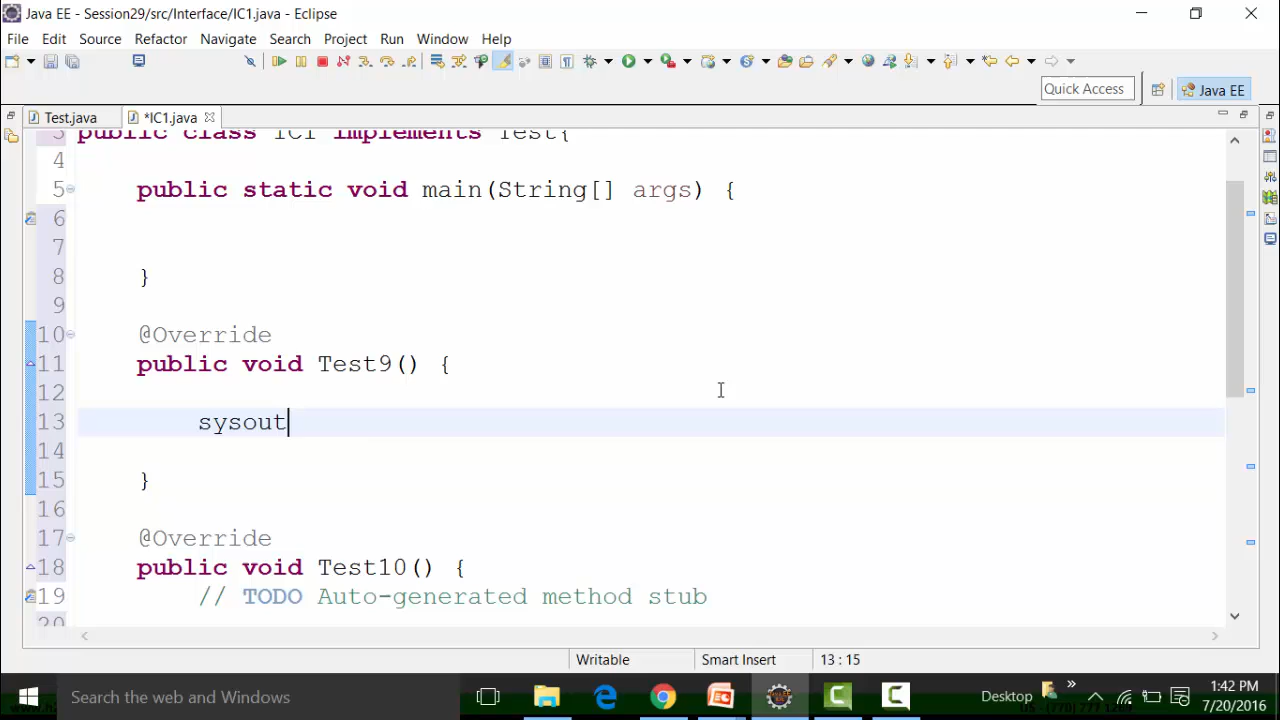 Java EE - Session29/src/Interface/IC1.java - Eclipse
File Edit Source Refactor Navigate Search Project Run Window Help
Quick Access Java EE
Test.java *IC1.java
3 public class IC1 implements Test{
4
5 public static void main(String[] args) {
6
7
8 }
9
10 @Override
11 public void Test9() {
12
13 sysout
14
15 }
16
17 @Override
18 public void Test10() {
19 // TODO Auto-generated method stub
20
Writable Smart Insert 13 : 15
Search the web and Windows
Desktop » 1:42 PM
7/20/2016